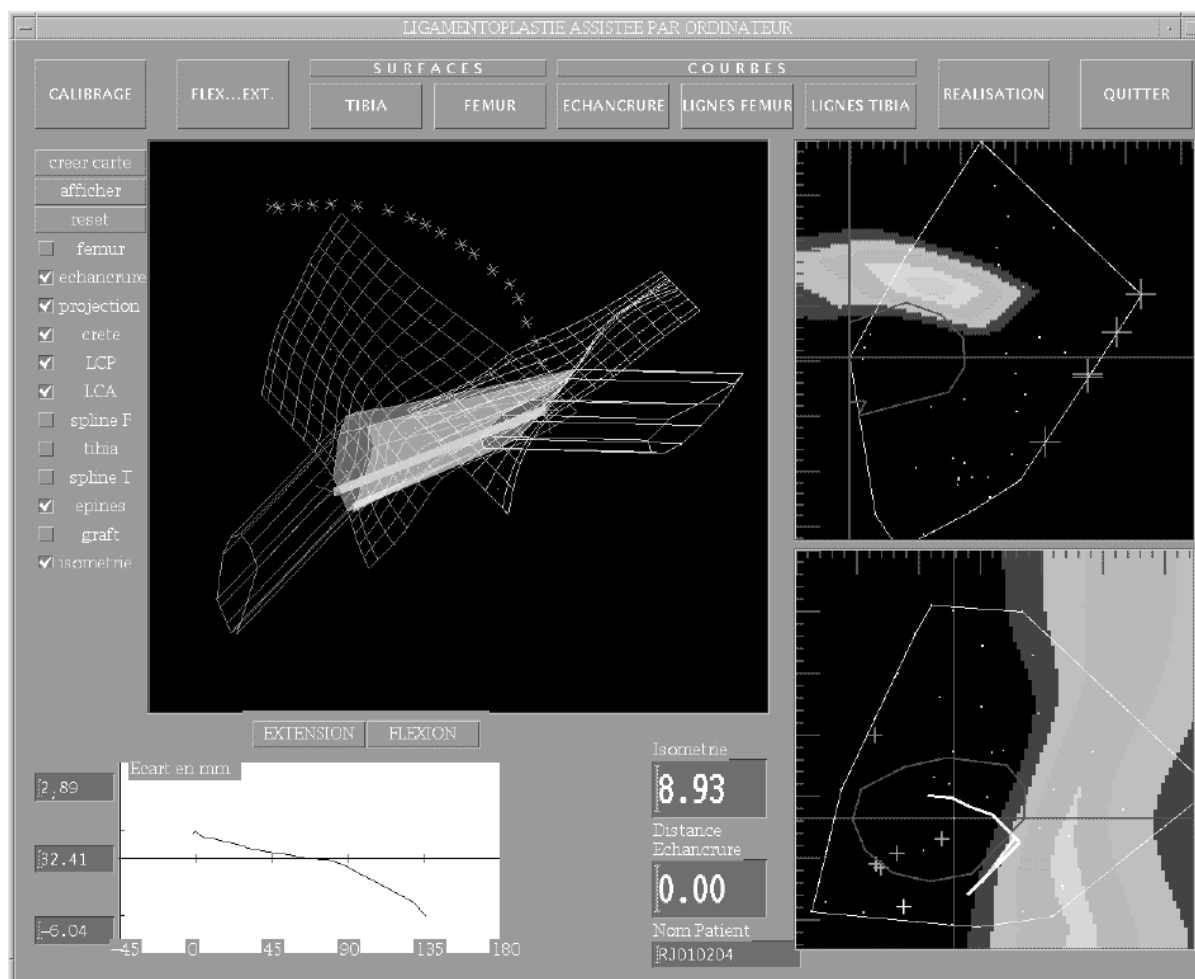 LIGAMENTOPLASTIE ASSISTEE PAR ORDINATEUR
CALIBRAGE
FLEX...EXT.
SURFACES
TIBIA
FEMUR
COURBES
ECHANCRURE
LIGNES FEMUR
LIGNES TIBIA
REALISATION
QUITTER
creer carte
afficher
reset
femur
echancrure
projection
crete
LCP
LCA
spline F
tibia
spline T
epines
graft
isometrie
EXTENSION
FLEXION
Ecart en mm
2,89
32.41
-6.04
-45 0 45 90 135 180
Isometrie
8.93
Distance
Echancrure
0.00
Nom Patient
RJ010204